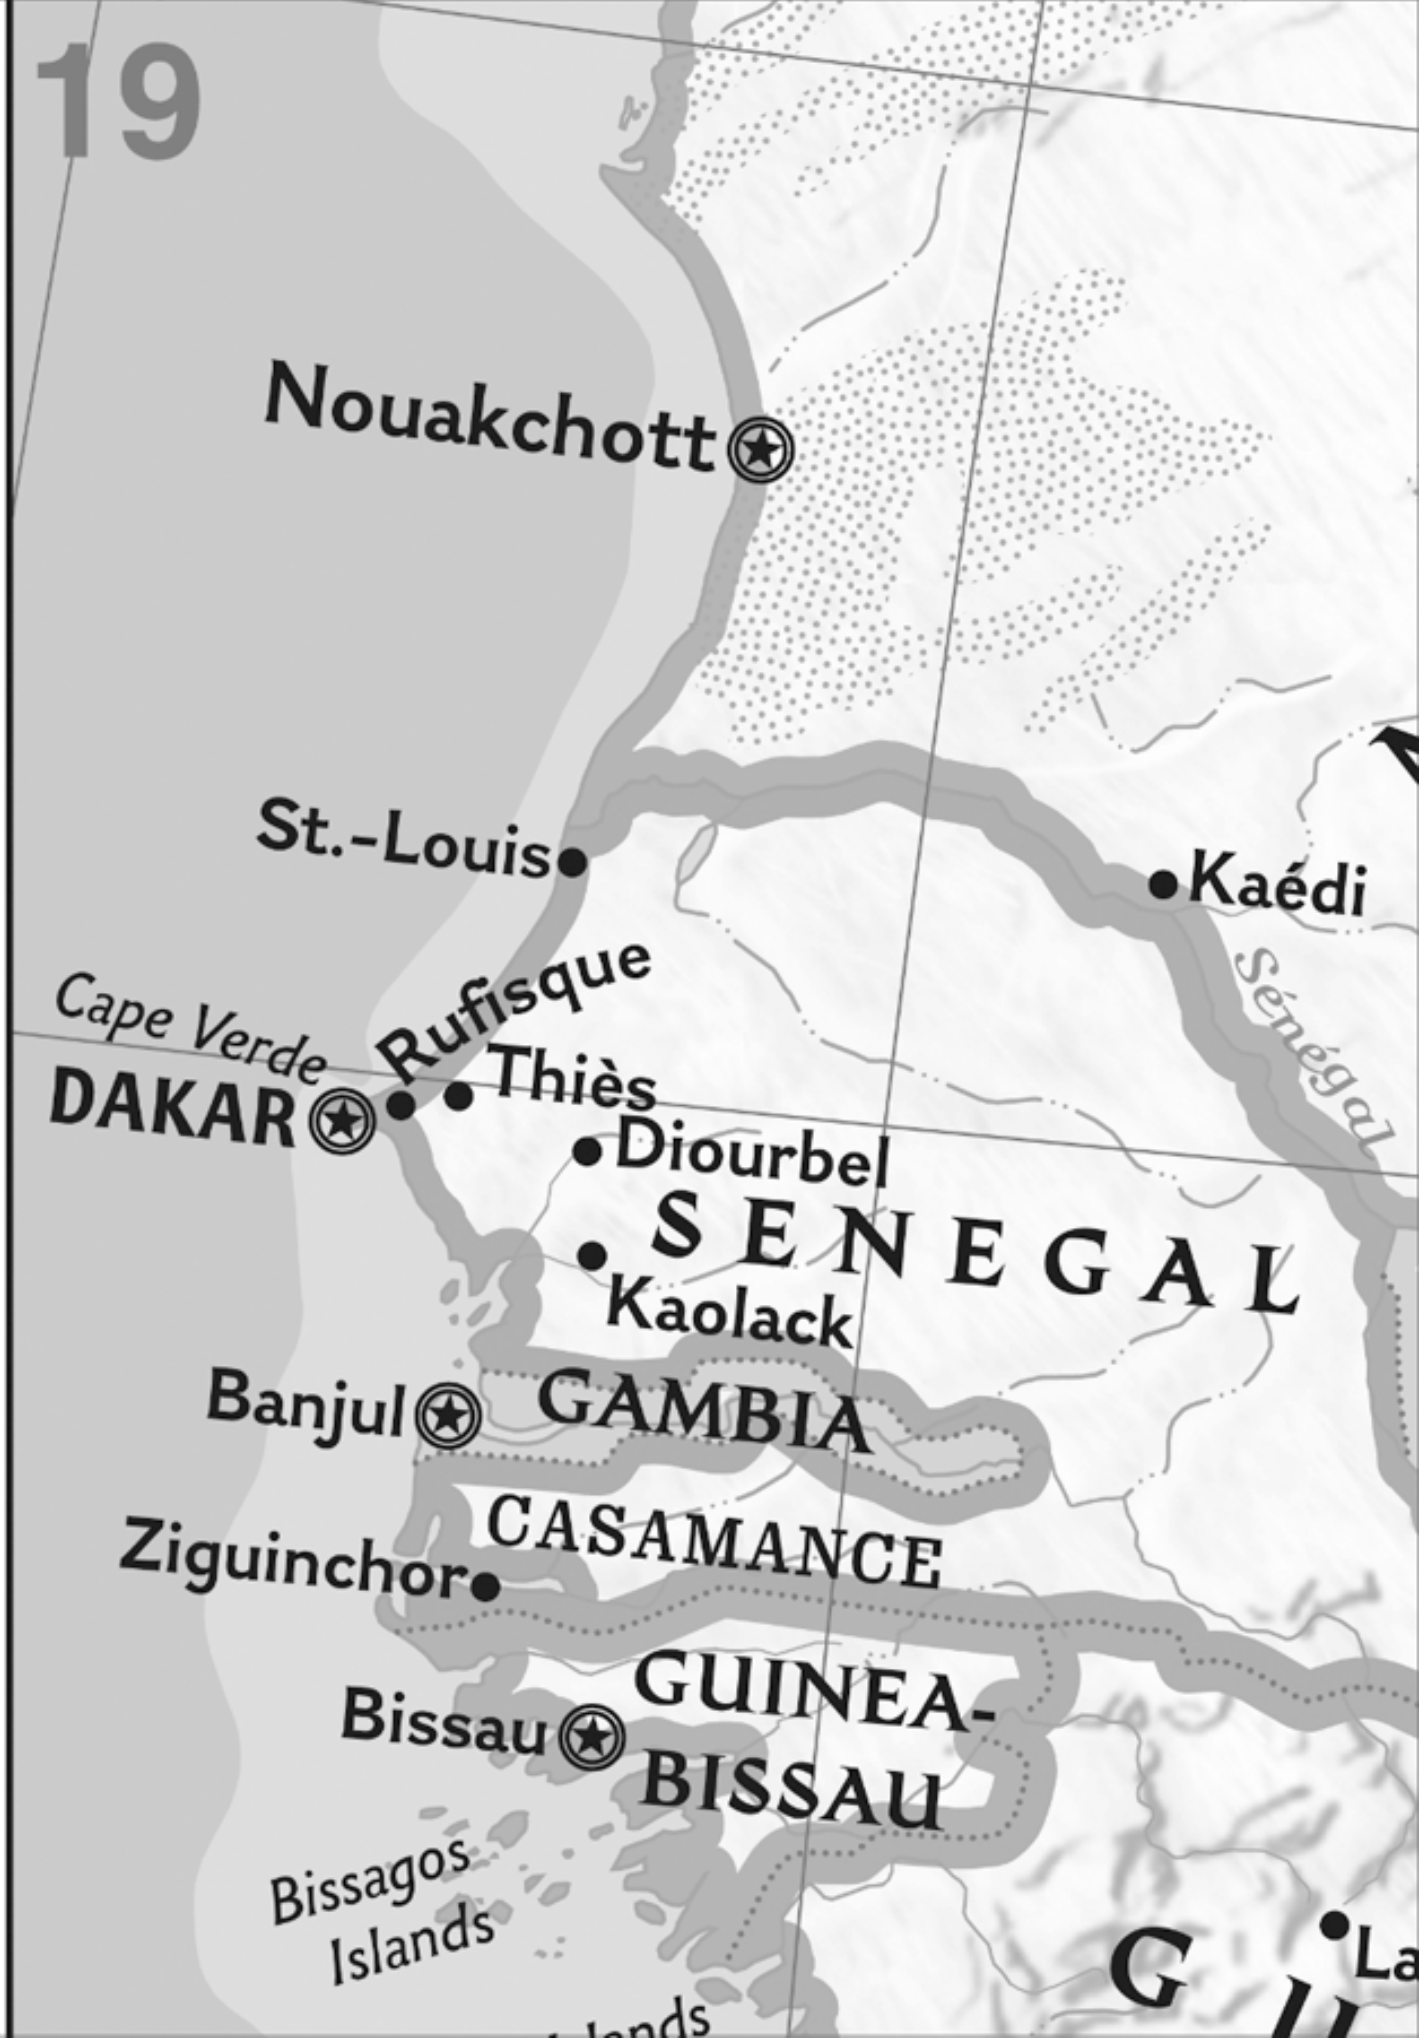 19
Nouakchott
St.-Louis
Kaédi
Sénégal
Cape Verde
Rufisque
DAKAR
Thiès
Diourbel
SENEGAL
Kaolack
Banjul
GAMBIA
CASAMANCE
Ziguinchor
GUINEA-
BISSAU
Bissau
Bissagos
Islands
G
La